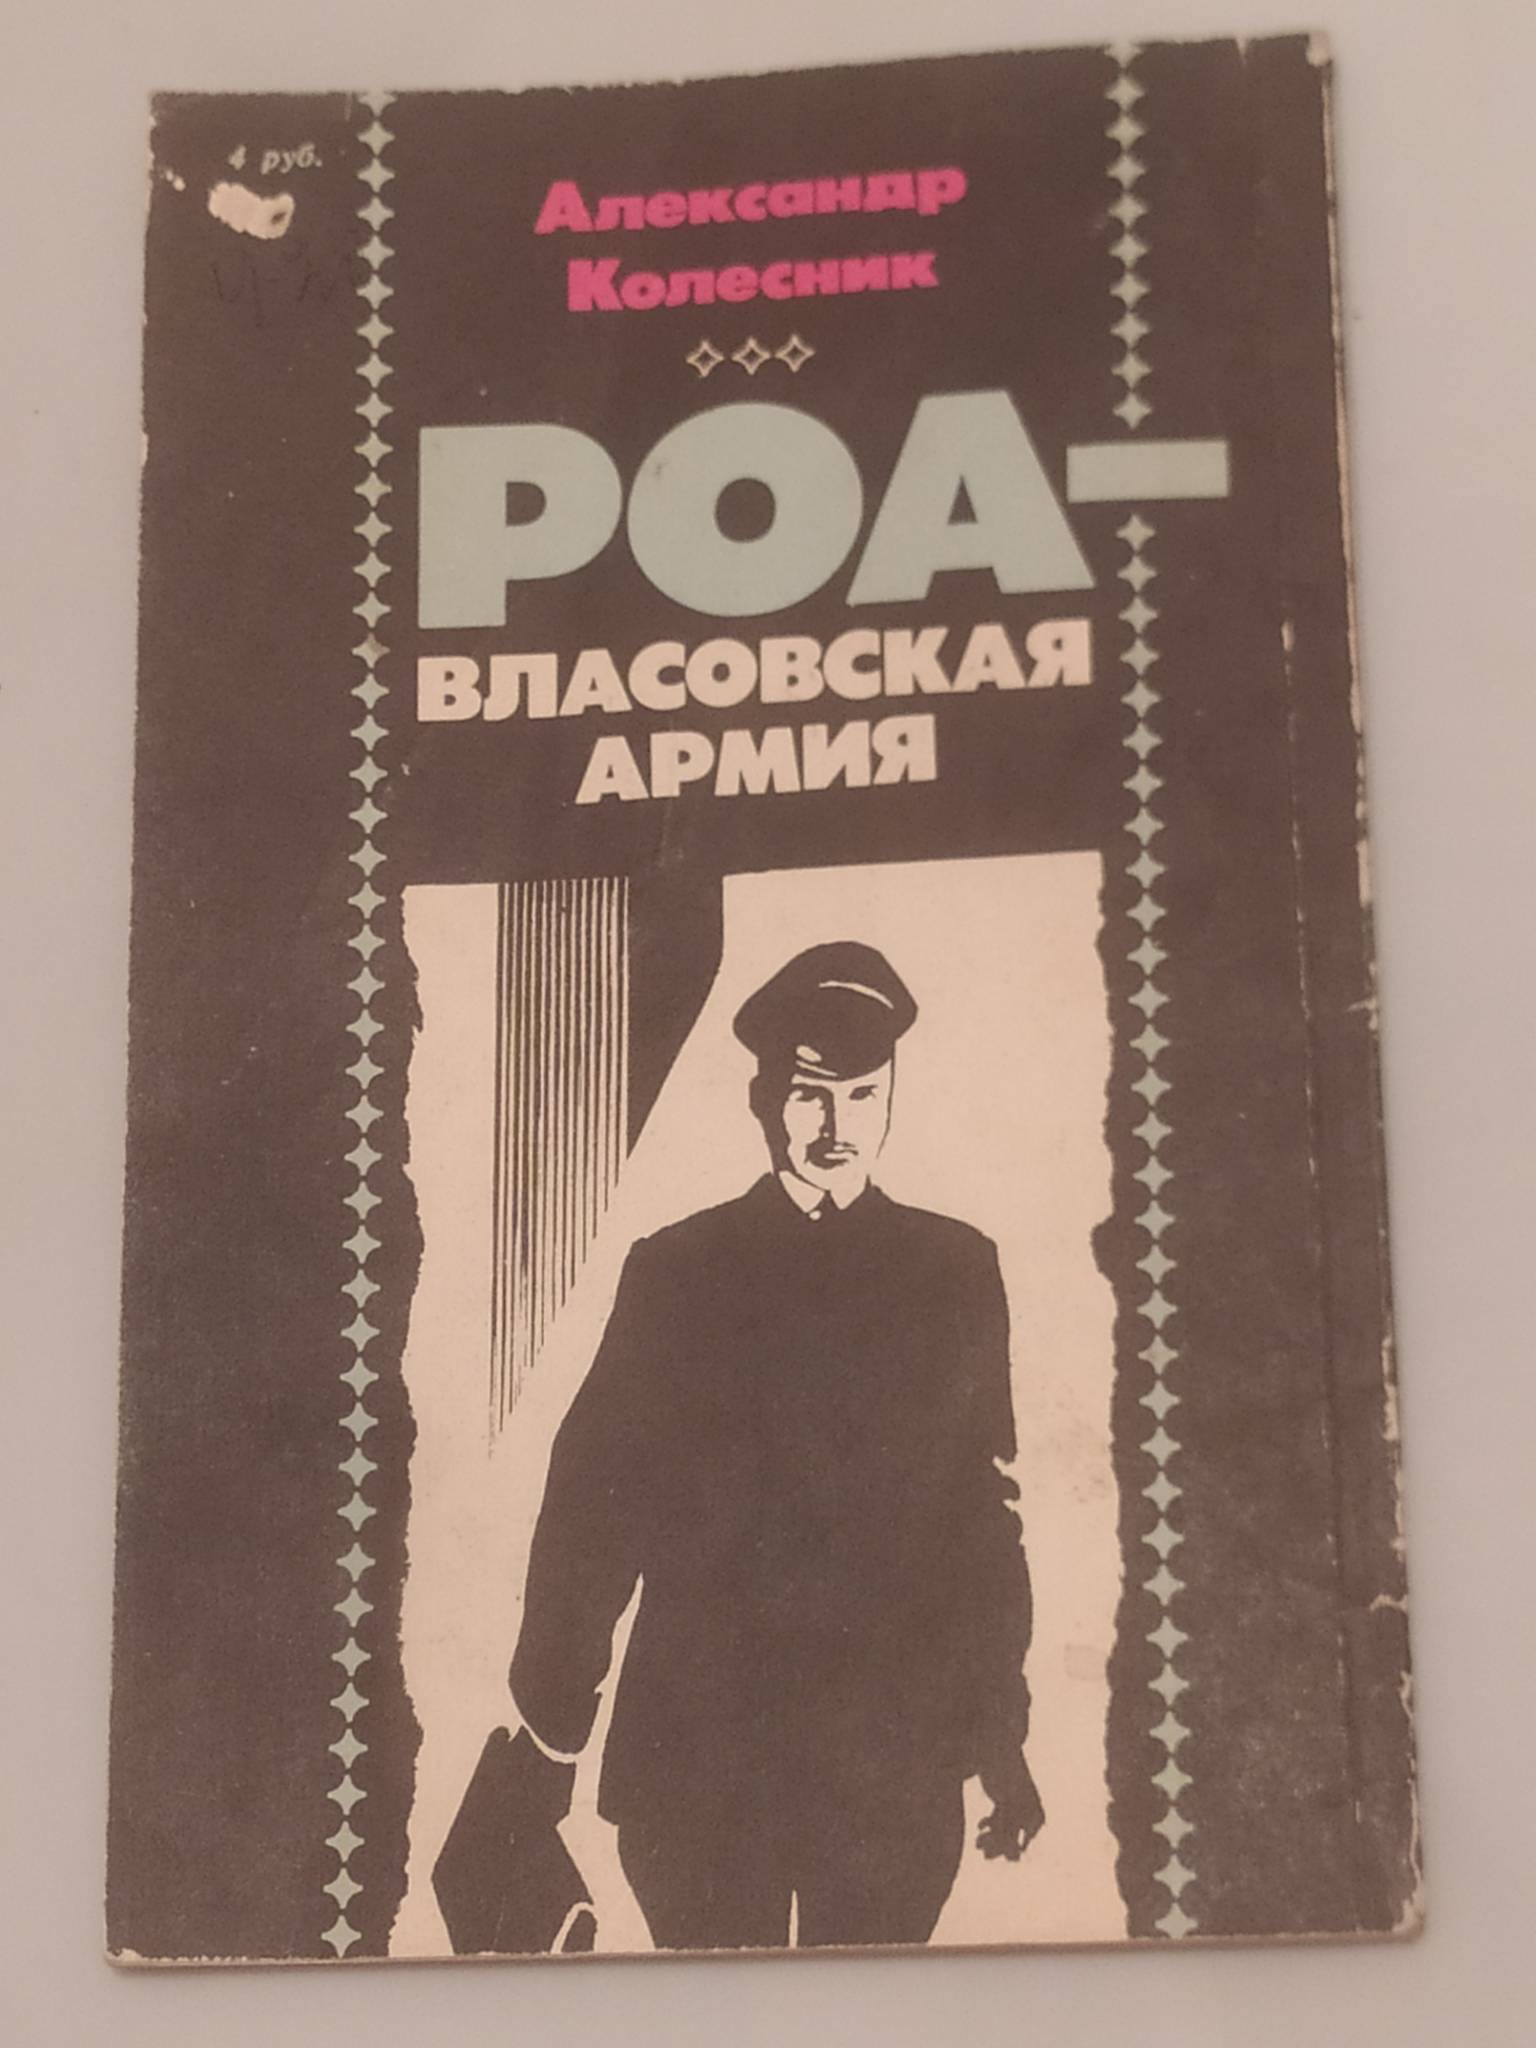 4 руб.
Александр
Колесник
РОА–
ВЛАСОВСКАЯ
АРМИЯ